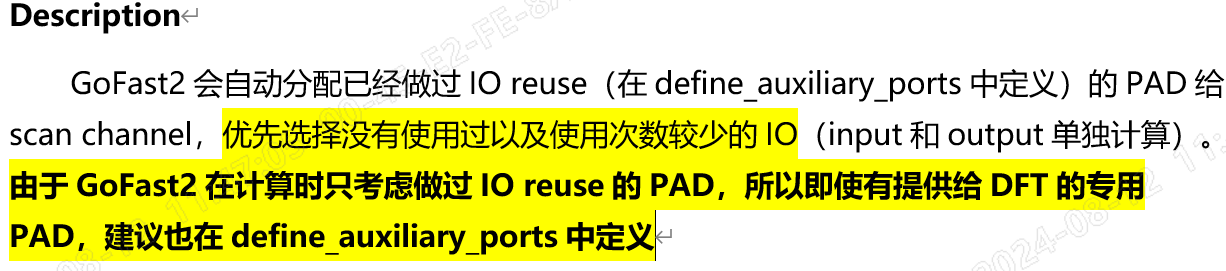 Description
GoFast2 会自动分配已经做过 IO reuse（在 define_auxiliary_ports 中定义）的 PAD 给
scan channel，优先选择没有使用过以及使用次数较少的 IO（input 和 output 单独计算）。
由于 GoFast2 在计算时只考虑做过 IO reuse 的 PAD，所以即使有提供给 DFT 的专用
PAD，建议也在 define_auxiliary_ports 中定义